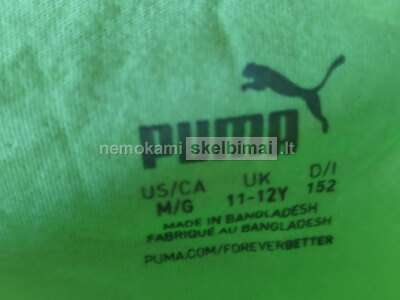 PUMA
nemokami skelbimai.lt
US/CA UK D/I
M/G 11-12Y 152
MADE IN BANGLADESH
FABRIQUÉ AU BANGLADESH
PUMA.COM/FOREVERBETTER